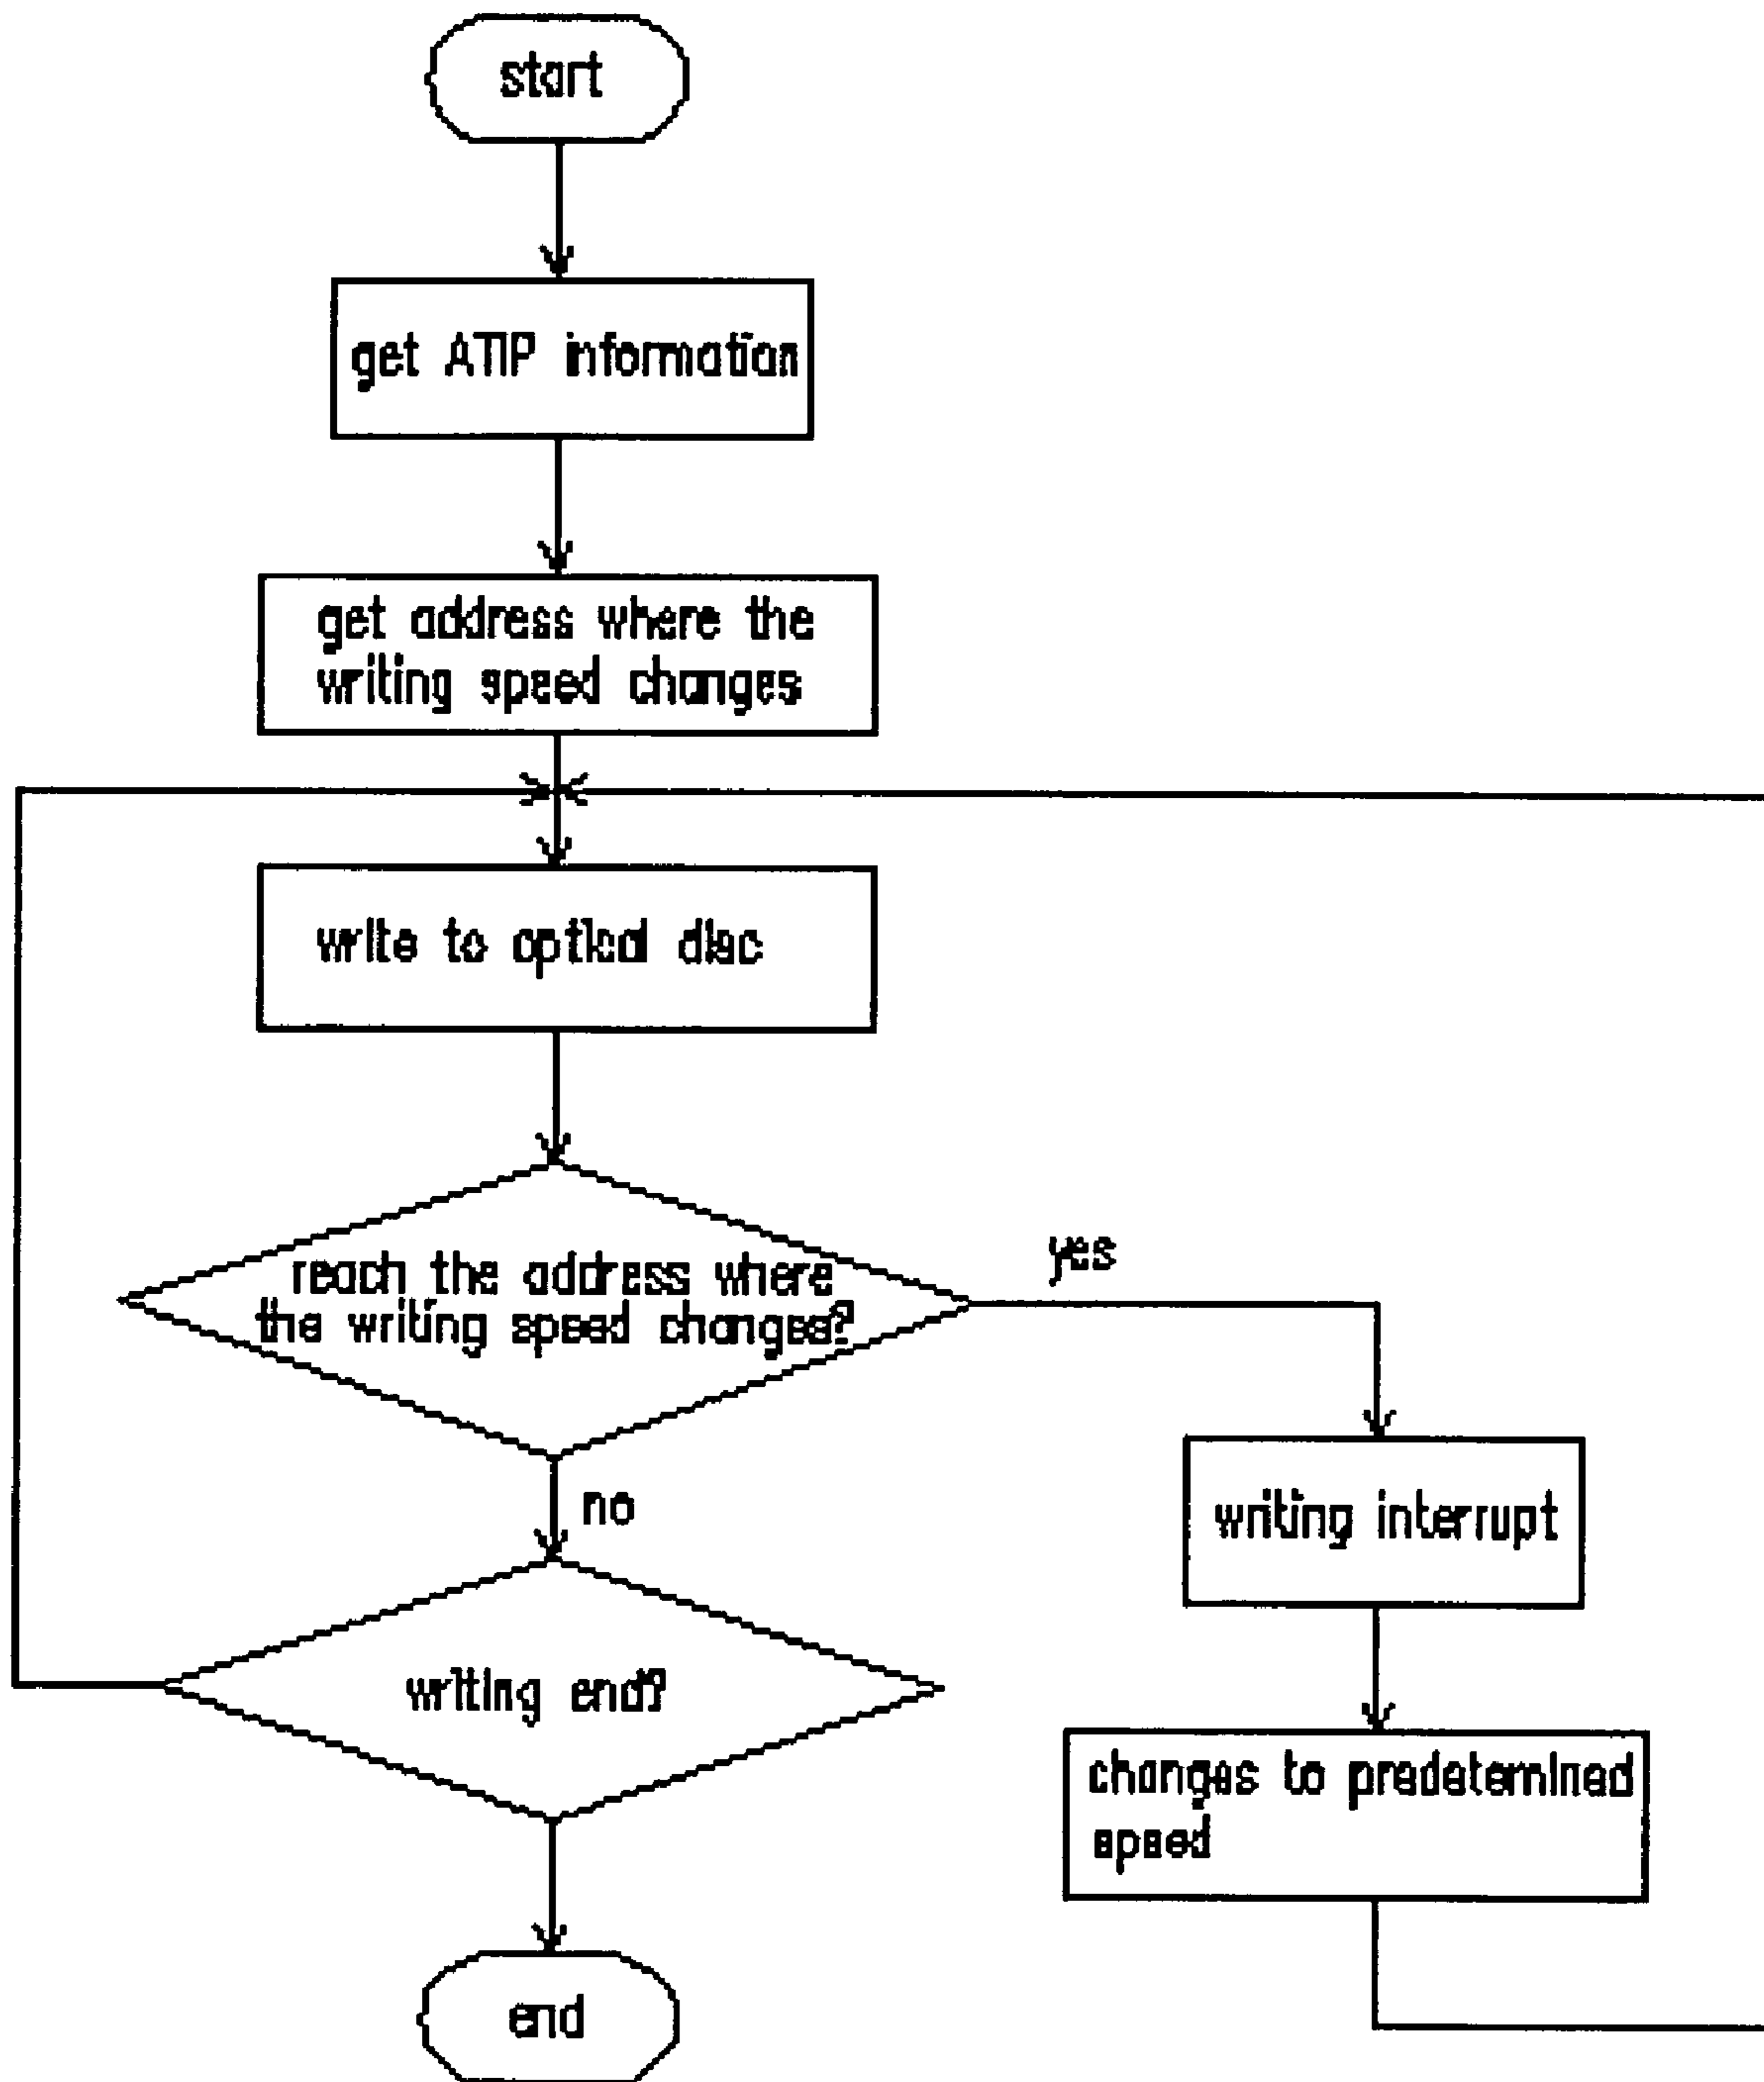 start
get ATIP information
get address where the
writing speed changes
write to optical disc
reach the address where
the writing speed changes?
yes
no
writing interrupt
writing end?
changes to predetermined
speed
end